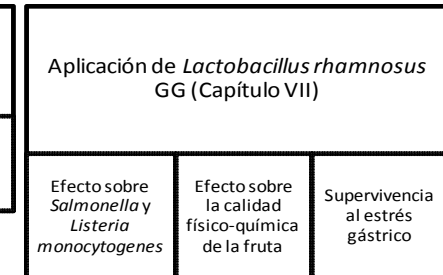 Aplicación de Lactobacillus rhamnosus
GG (Capítulo VII)
Efecto sobre
Salmonella y
Listeria
monocytogenes
Efecto sobre
la calidad
físico-química
de la fruta
Supervivencia
al estrés
gástrico